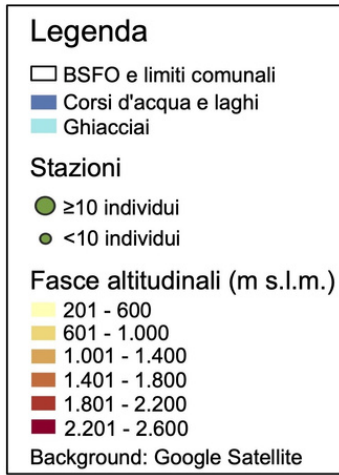 Legenda
BSFO e limiti comunali
Corsi d'acqua e laghi
Ghiacciai
Stazioni
≥10 individui
<10 individui
Fasce altitudinali (m s.l.m.)
201 - 600
601 - 1.000
1.001 - 1.400
1.401 - 1.800
1.801 - 2.200
2.201 - 2.600
Background: Google Satellite